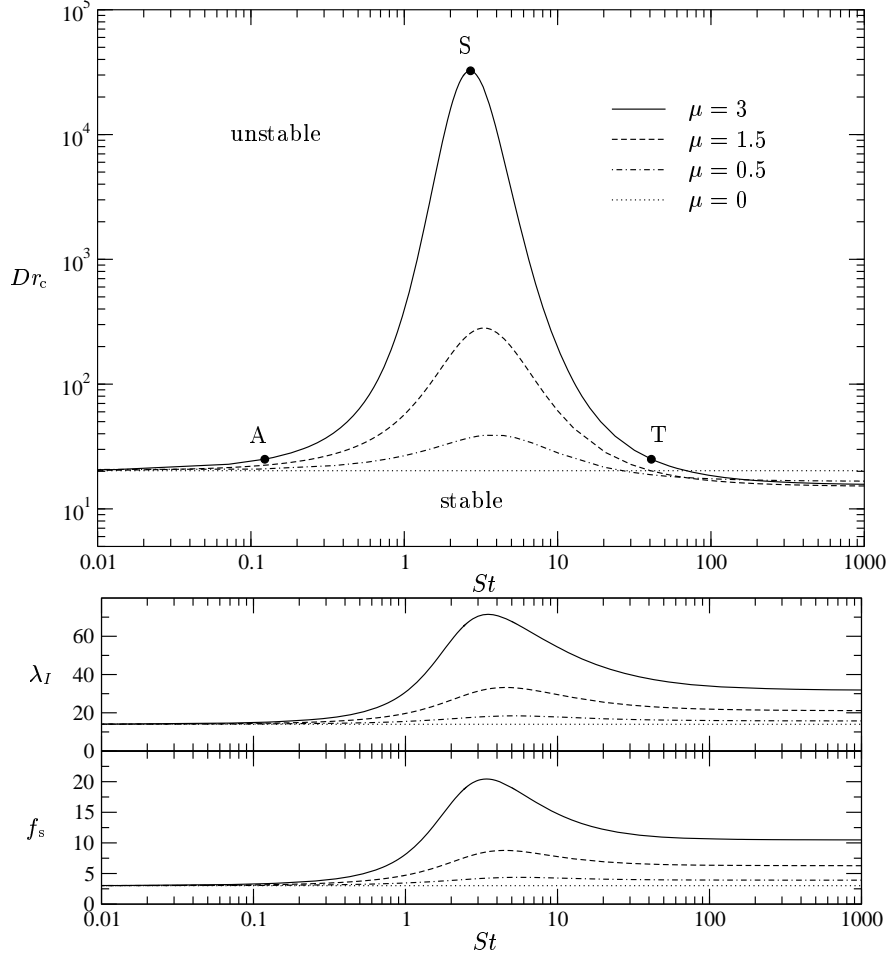 10^5
10^4
10^3
10^2
10^1
Dr_c
S
unstable
μ = 3
μ = 1.5
μ = 0.5
μ = 0
A
T
stable
0.01 0.1 1 10 100 1000
St
60
40
20
0
λ_I
20
15
10
5
0
f_s
0.01 0.1 1 10 100 1000
St